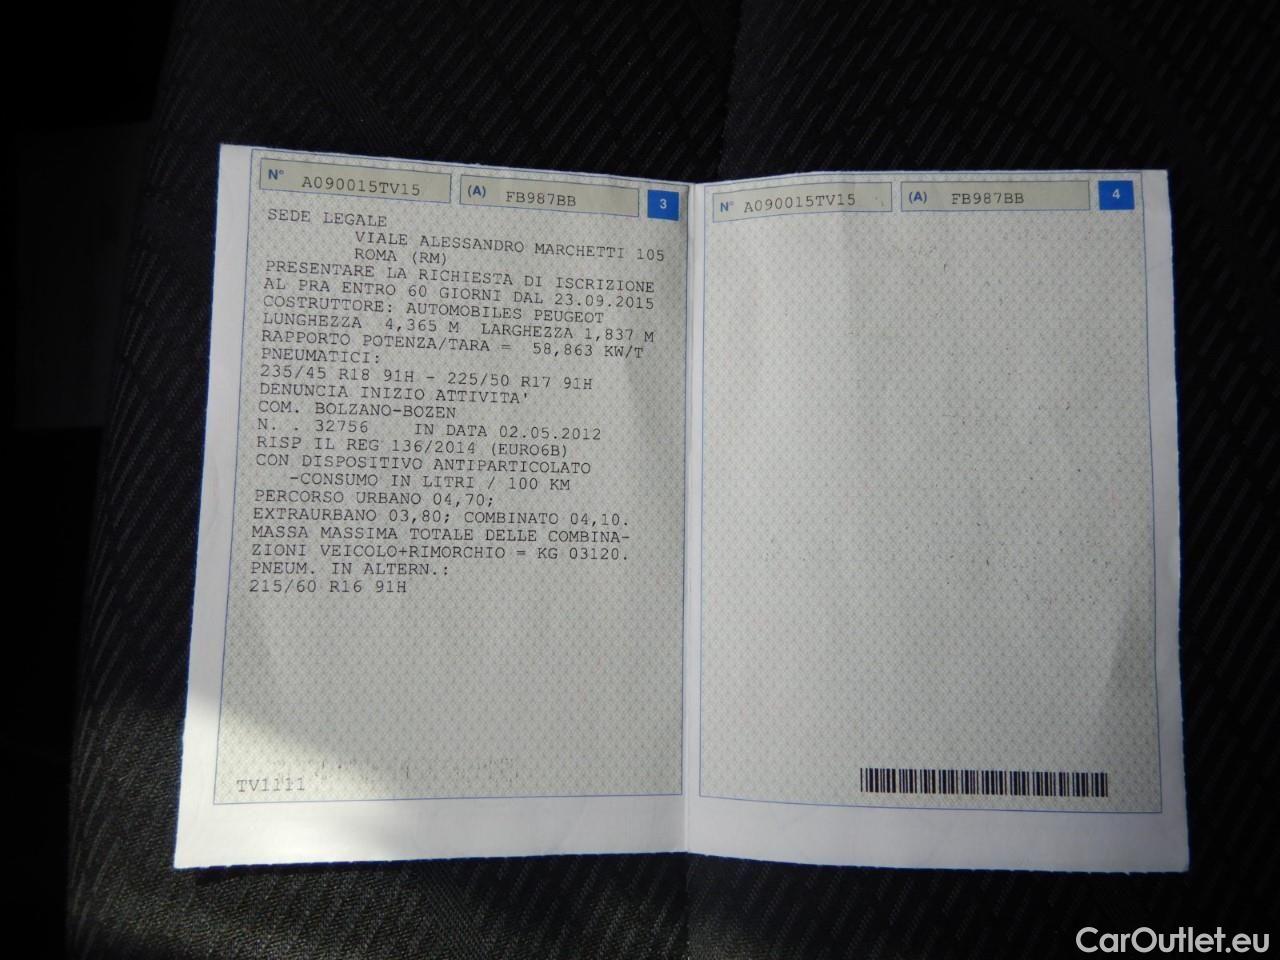 N° A090015TV15 (A) FB987BB 3
SEDE LEGALE
VIALE ALESSANDRO MARCHETTI 105
ROMA (RM)
PRESENTARE LA RICHIESTA DI ISCRIZIONE
AL PRA ENTRO 60 GIORNI DAL 23.09.2015
COSTRUTTORE: AUTOMOBILES PEUGEOT
LUNGHEZZA 4,365 M LARGHEZZA 1,837 M
RAPPORTO POTENZA/TARA = 58,863 KW/T
PNEUMATICI:
235/45 R18 91H - 225/50 R17 91H
DENUNCIA INIZIO ATTIVITA'
COM. BOLZANO-BOZEN
N. . 32756 IN DATA 02.05.2012
RISP IL REG 136/2014 (EURO6B)
CON DISPOSITIVO ANTIPARTICOLATO
-CONSUMO IN LITRI / 100 KM
PERCORSO URBANO 04,70;
EXTRAURBANO 03,80; COMBINATO 04,10.
MASSA MASSIMA TOTALE DELLE COMBINA-
ZIONI VEICOLO+RIMORCHIO = KG 03120.
PNEUM. IN ALTERN.:
215/60 R16 91H
TV1111
N° A090015TV15 (A) FB987BB 4
CarOutlet.eu